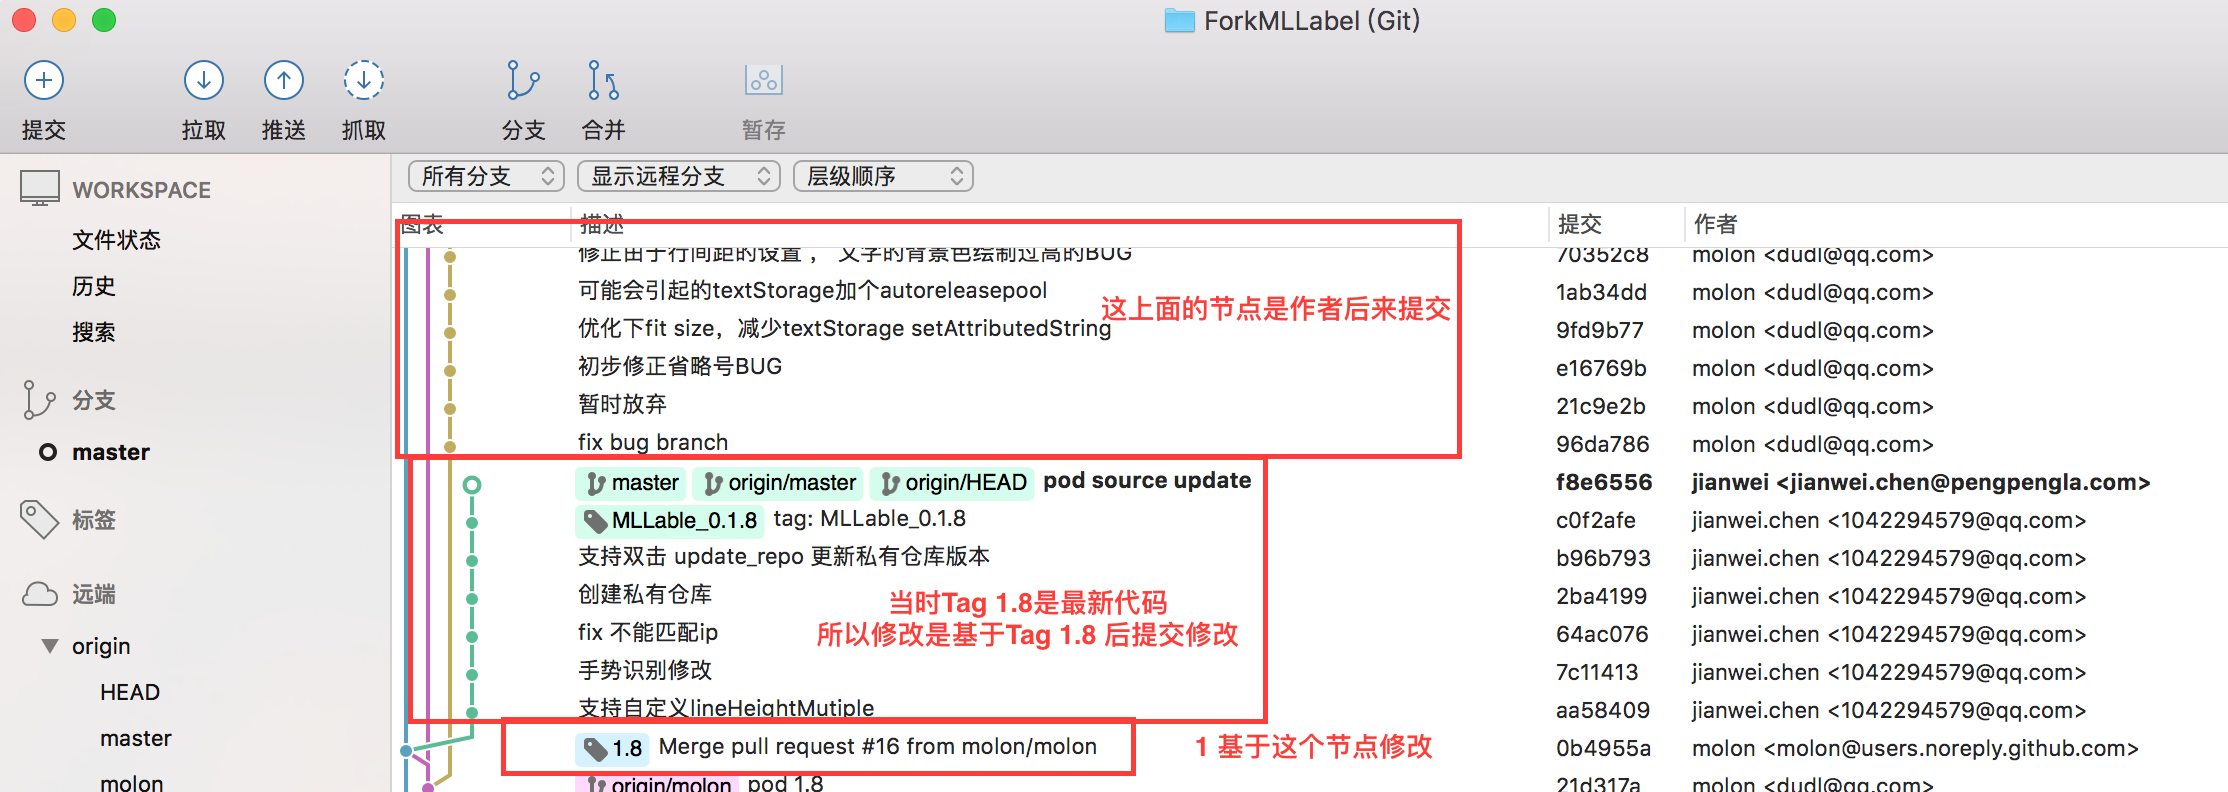 ForkMLLabel (Git)
提交
拉取
推送
抓取
分支
合并
暂存
WORKSPACE
文件状态
历史
搜索
分支
master
标签
远端
origin
HEAD
master
molon
所有分支
显示远程分支
层级顺序
图表 描述 提交 作者
修正由于行间距的设置， 文字的背景色绘制过高的BUG 70352c8 molon <dudl@qq.com>
可能会引起的textStorage加个autoreleasepool 1ab34dd molon <dudl@qq.com>
这上面的节点是作者后来提交
优化下fit size，减少textStorage setAttributedString 9fd9b77 molon <dudl@qq.com>
初步修正省略号BUG e16769b molon <dudl@qq.com>
暂时放弃 21c9e2b molon <dudl@qq.com>
fix bug branch 96da786 molon <dudl@qq.com>
master origin/master origin/HEAD pod source update f8e6556 jianwei <jianwei.chen@pengpengla.com>
MLLable_0.1.8 tag: MLLable_0.1.8 c0f2afe jianwei.chen <1042294579@qq.com>
支持双击 update_repo 更新私有仓库版本 b96b793 jianwei.chen <1042294579@qq.com>
创建私有仓库 2ba4199 jianwei.chen <1042294579@qq.com>
当时Tag 1.8是最新代码
所以修改是基于Tag 1.8 后提交修改
fix 不能匹配ip 64ac076 jianwei.chen <1042294579@qq.com>
手势识别修改 7c11413 jianwei.chen <1042294579@qq.com>
支持自定义lineHeightMutiple aa58409 jianwei.chen <1042294579@qq.com>
1.8 Merge pull request #16 from molon/molon 0b4955a molon <molon@users.noreply.github.com>
1 基于这个节点修改
origin/molon pod 1.8 21d317a molon <dudl@qq.com>